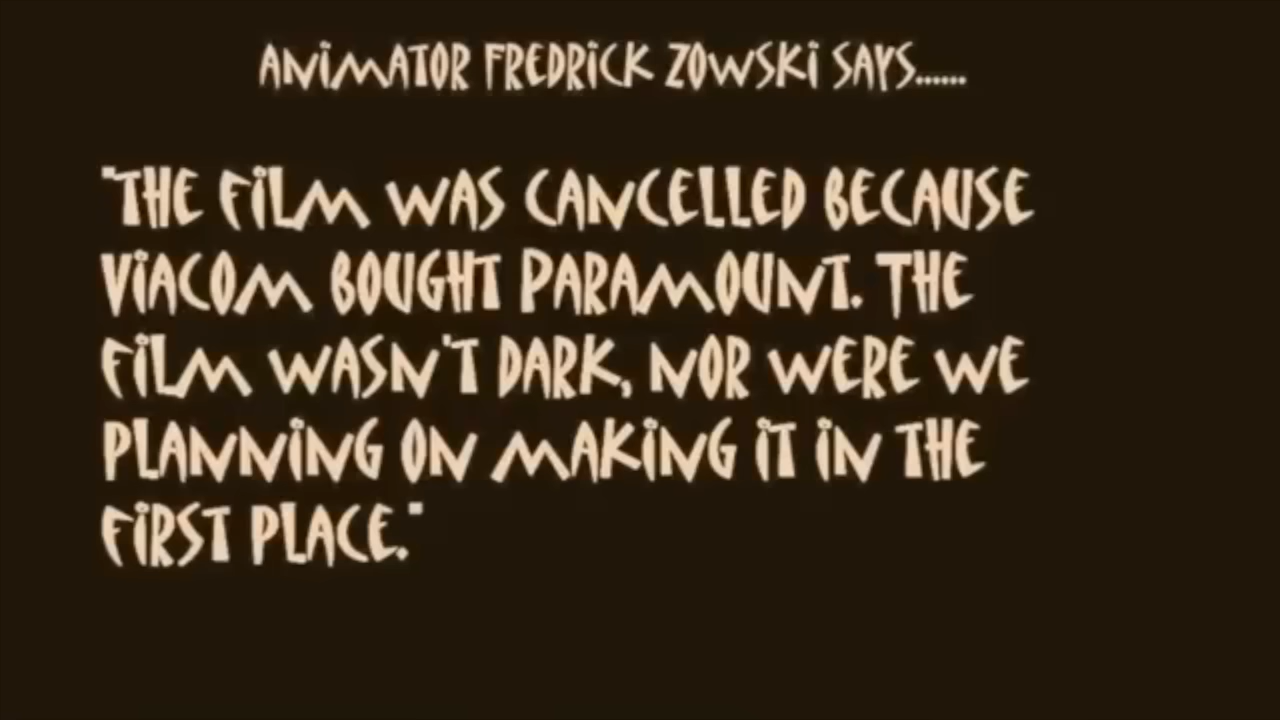 ANIMATOR FREDRICK ZOWSKI SAYS......
"THE FILM WAS CANCELLED BECAUSE
VIACOM BOUGHT PARAMOUNT. THE
FILM WASN'T DARK, NOR WERE WE
PLANNING ON MAKING IT IN THE
FIRST PLACE."